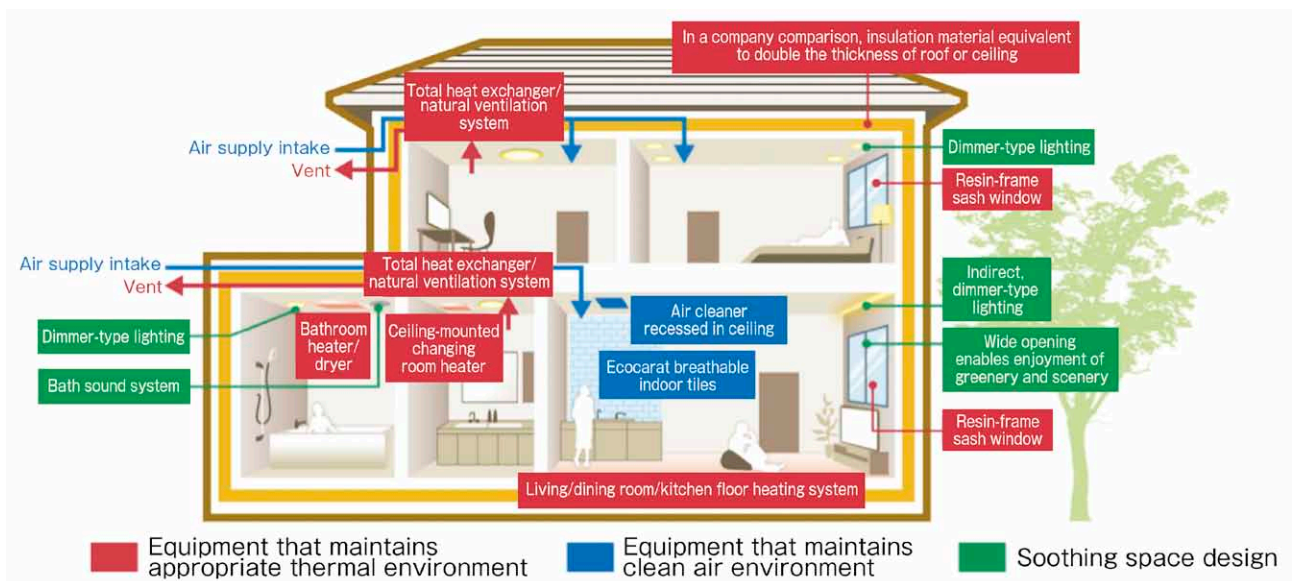 In a company comparison, insulation material equivalent
to double the thickness of roof or ceiling
Total heat exchanger/
natural ventilation
system
Air supply intake
Vent
Dimmer-type lighting
Resin-frame
sash window
Air supply intake
Vent
Total heat exchanger/
natural ventilation system
Indirect,
dimmer-type
lighting
Air cleaner
recessed in ceiling
Dimmer-type lighting
Bathroom
heater/
dryer
Ceiling-mounted
changing
room heater
Wide opening
enables enjoyment of
greenery and scenery
Ecocarat breathable
indoor tiles
Bath sound system
Resin-frame
sash window
Living/dining room/kitchen floor heating system
Equipment that maintains
appropriate thermal environment
Equipment that maintains
clean air environment
Soothing space design